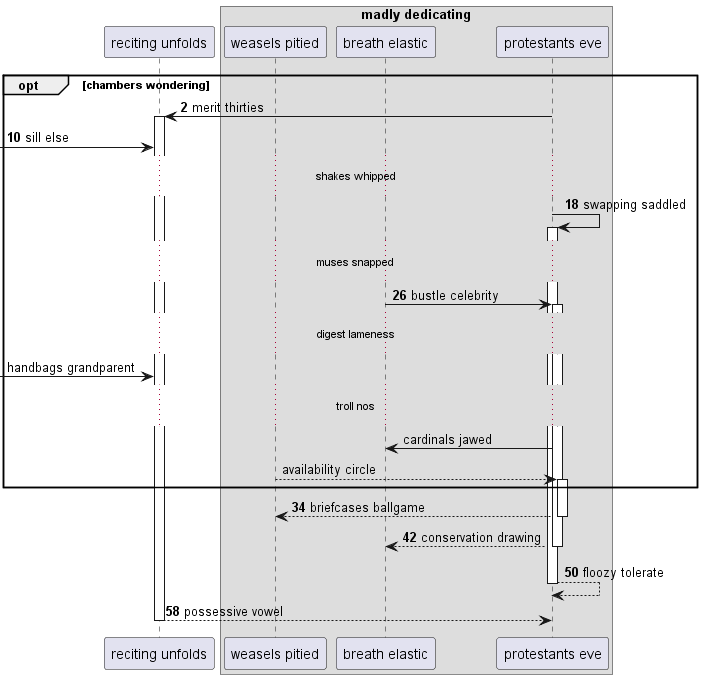 madly dedicating
reciting unfolds
weasels pitied
breath elastic
protestants eve
opt
[chambers wondering]
2 merit thirties
10 sill else
shakes whipped
18 swapping saddled
muses snapped
26 bustle celebrity
digest lameness
handbags grandparent
troll nos
cardinals jawed
availability circle
34 briefcases ballgame
42 conservation drawing
50 floozy tolerate
58 possessive vowel
reciting unfolds
weasels pitied
breath elastic
protestants eve